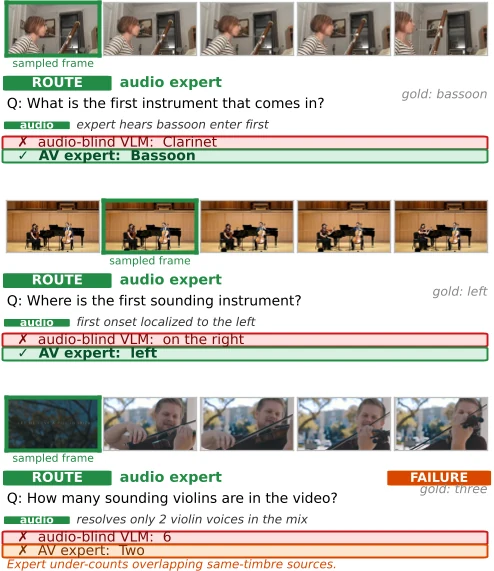 sampled frame
ROUTE audio expert
gold: bassoon
Q: What is the first instrument that comes in?
audio expert hears bassoon enter first
✗ audio-blind VLM: Clarinet
✓ AV expert: Bassoon
sampled frame
ROUTE audio expert
gold: left
Q: Where is the first sounding instrument?
audio first onset localized to the left
✗ audio-blind VLM: on the right
✓ AV expert: left
sampled frame
ROUTE audio expert FAILURE
gold: three
Q: How many sounding violins are in the video?
audio resolves only 2 violin voices in the mix
✗ audio-blind VLM: 6
✗ AV expert: Two
Expert under-counts overlapping same-timbre sources.